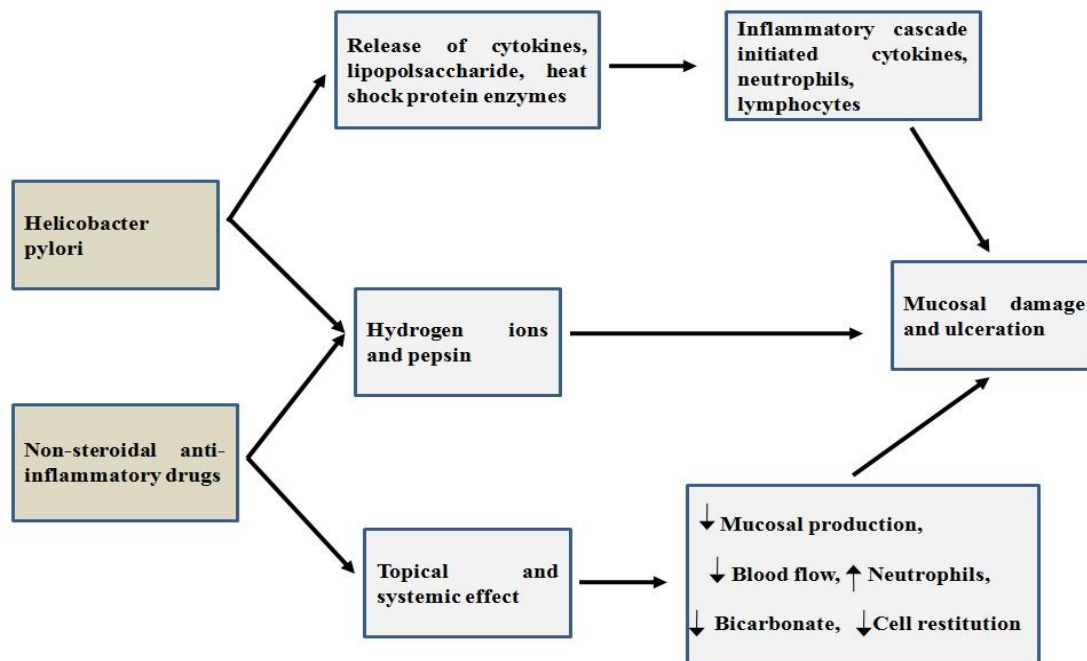 Release of cytokines,
lipopolsaccharide, heat
shock protein enzymes
Inflammatory cascade
initiated cytokines,
neutrophils,
lymphocytes
Helicobacter
pylori
Hydrogen ions
and pepsin
Mucosal damage
and ulceration
Non-steroidal anti-
inflammatory drugs
Topical and
systemic effect
↓ Mucosal production,
↓ Blood flow, ↑ Neutrophils,
↓ Bicarbonate, ↓ Cell restitution